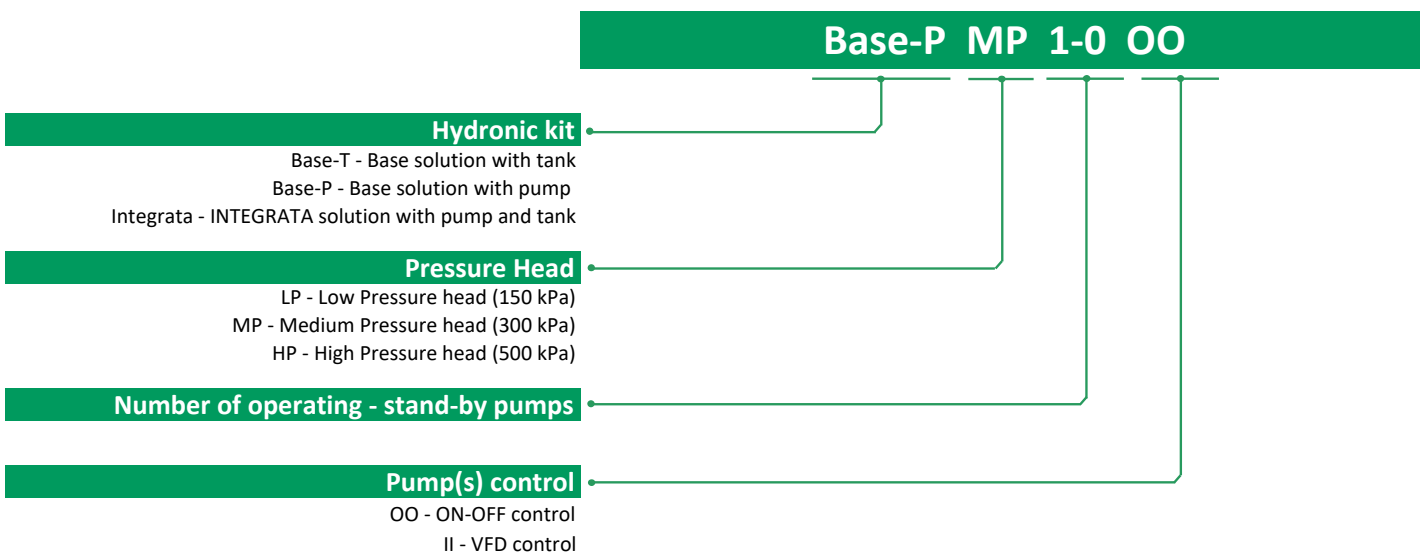 Base-P MP 1-0 OO
Hydronic kit
Base-T - Base solution with tank
Base-P - Base solution with pump
Integrata - INTEGRATA solution with pump and tank
Pressure Head
LP - Low Pressure head (150 kPa)
MP - Medium Pressure head (300 kPa)
HP - High Pressure head (500 kPa)
Number of operating - stand-by pumps
Pump(s) control
OO - ON-OFF control
II - VFD control